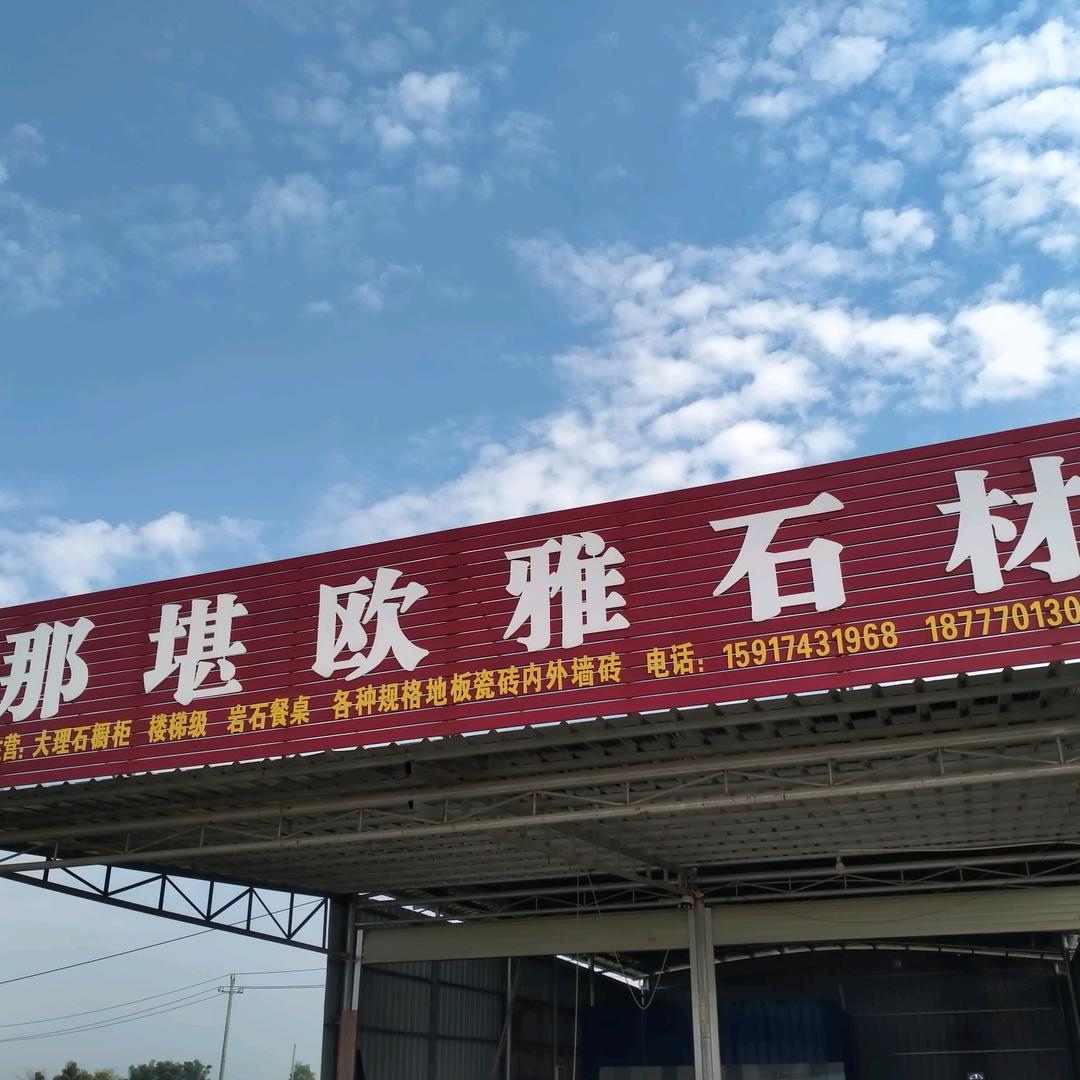 那堪欧雅石材
营：大理石橱柜 楼梯级 岩石餐桌 各种规格地板瓷砖内外墙砖 电话：15917431968 187770130